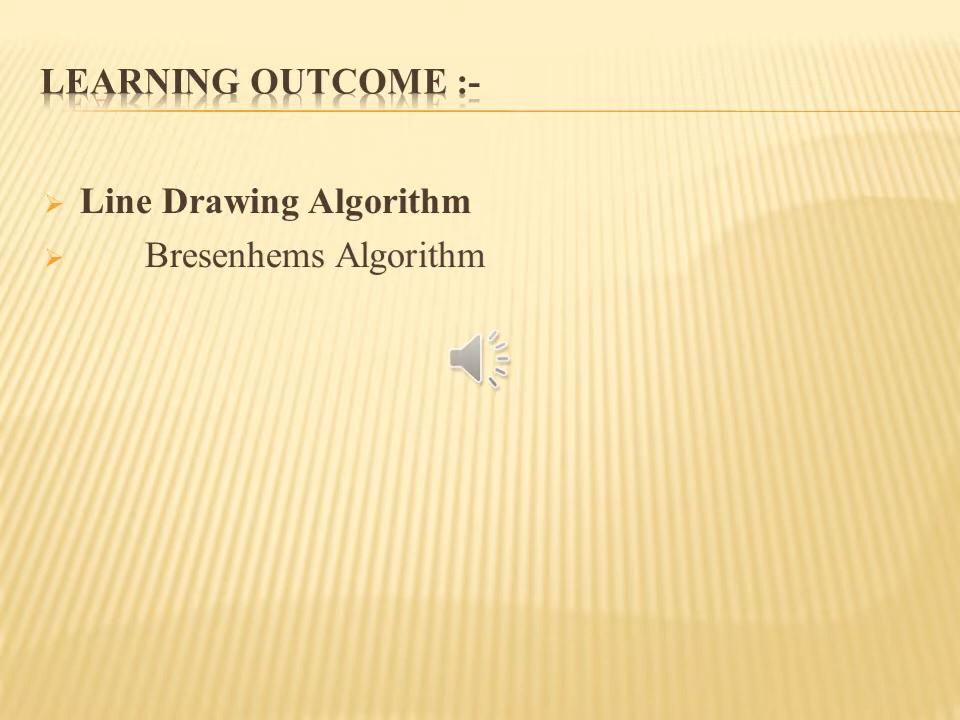 LEARNING OUTCOME :-
Line Drawing Algorithm
Bresenhems Algorithm